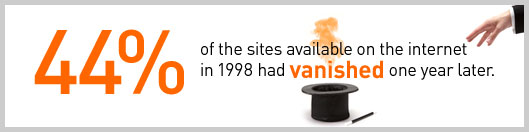 44%
of the sites available on the internet
in 1998 had vanished one year later.